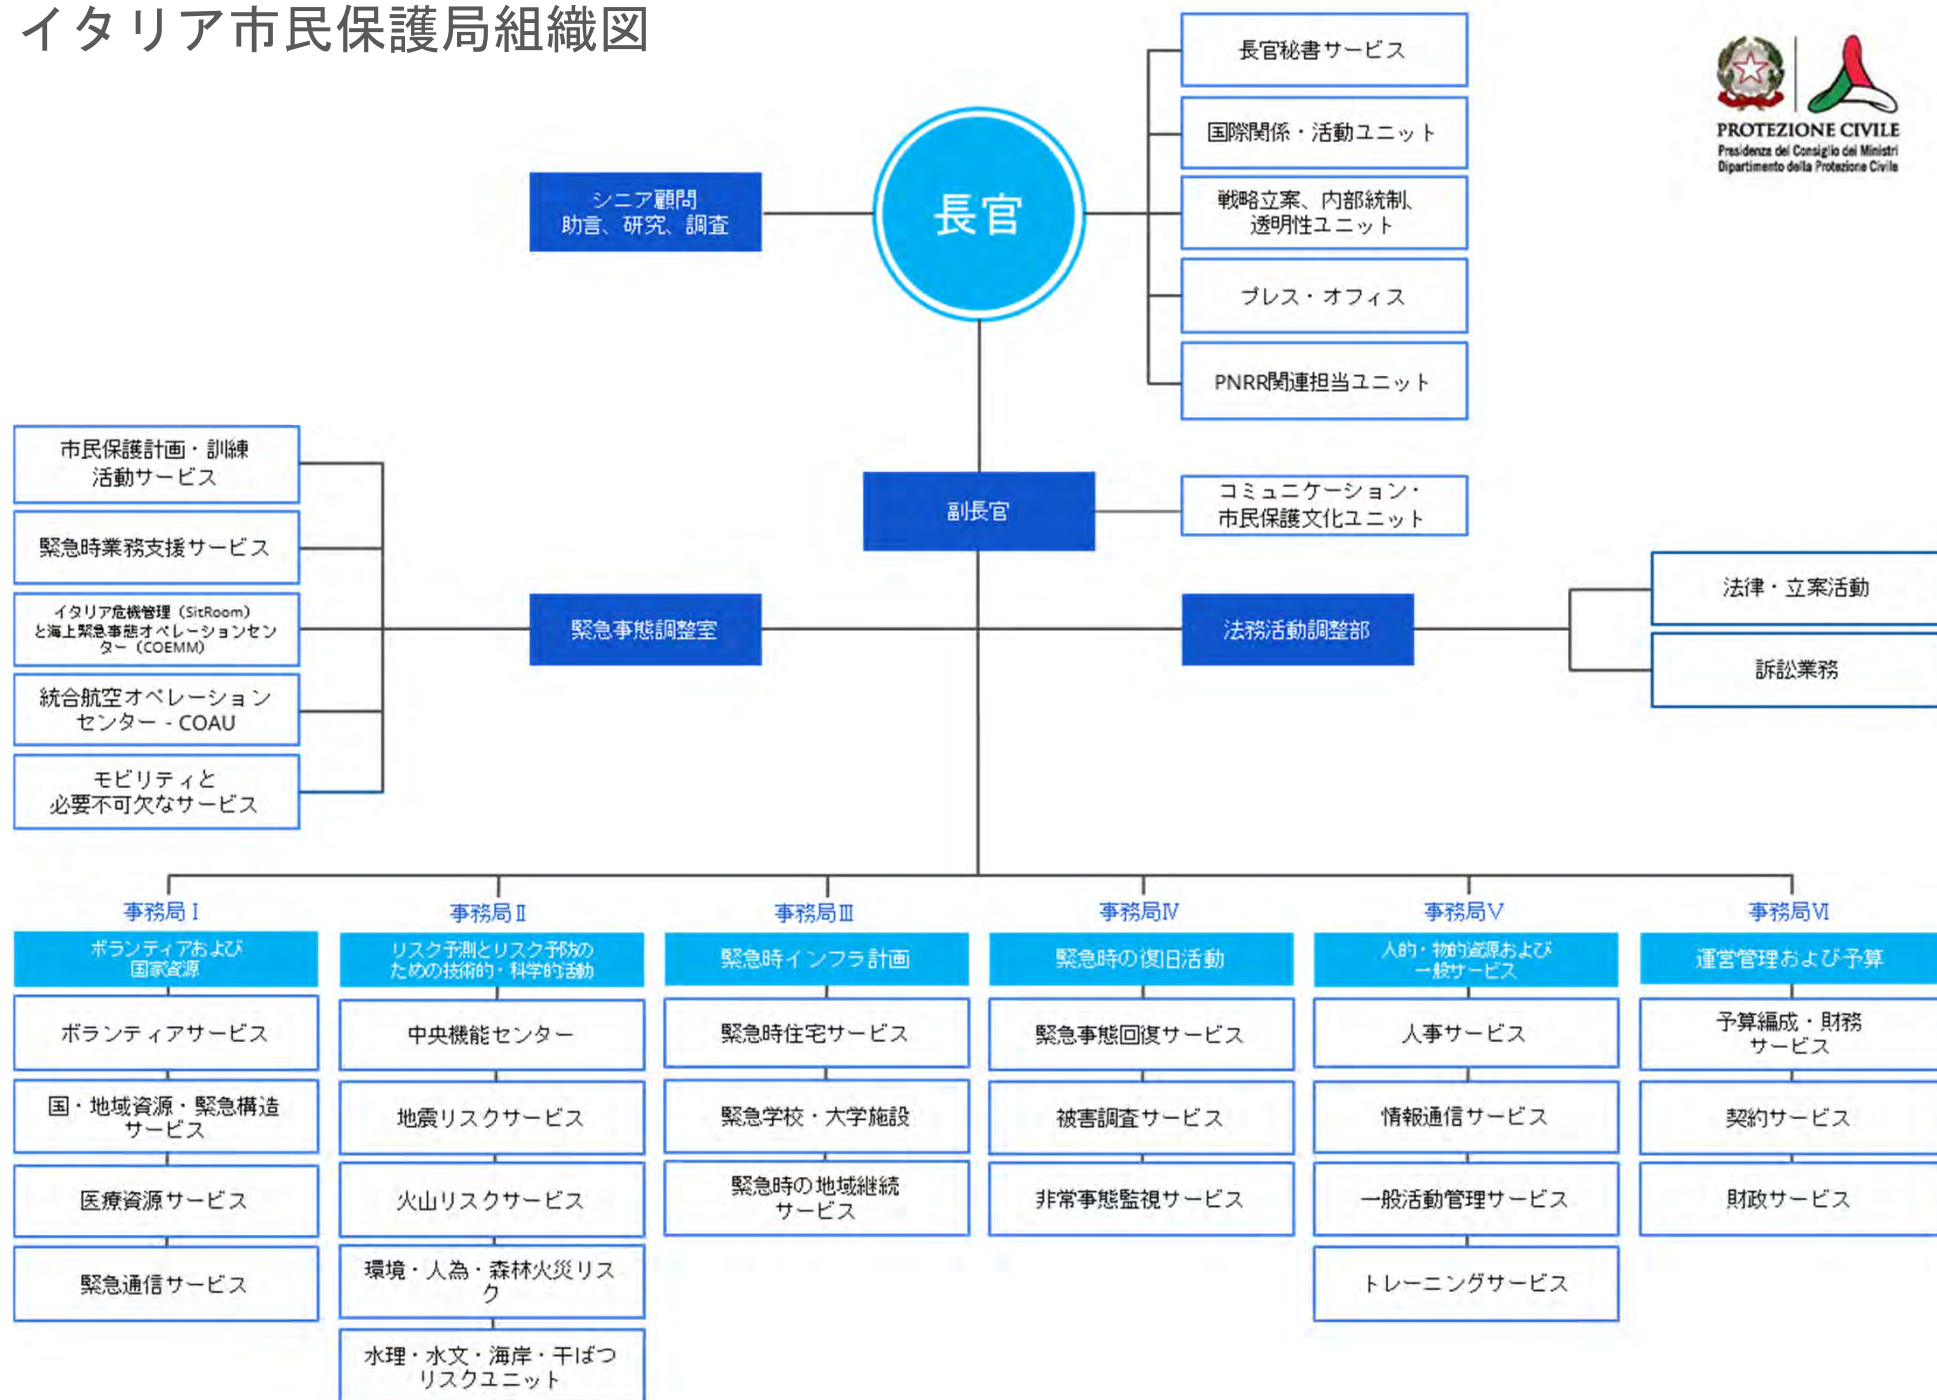 イタリア市民保護局組織図
長官秘書サービス
国際関係・活動ユニット
戦略立案、内部統制、
透明性ユニット
プレス・オフィス
PNRR関連担当ユニット
PROTEZIONE CIVILE
Presidenza del Consiglio dei Ministri
Dipartimento della Protezione Civile
シニア顧問
助言、研究、調査
長官
副長官
コミュニケーション・
市民保護文化ユニット
市民保護計画・訓練
活動サービス
緊急時業務支援サービス
イタリア危機管理（SitRoom）
と海上緊急事態オペレーションセン
ター（COEMM）
統合航空オペレーション
センター - COAU
モビリティと
必要不可欠なサービス
緊急事態調整室
法務活動調整部
法律・立案活動
訴訟業務
事務局Ⅰ
ボランティアおよび
国家資源
ボランティアサービス
国・地域資源・緊急構造
サービス
医療資源サービス
緊急通信サービス
事務局Ⅱ
リスク予測とリスク予防の
ための技術的・科学的活動
中央機能センター
地震リスクサービス
火山リスクサービス
環境・人為・森林火災リス
ク
水理・水文・海岸・干ばつ
リスクユニット
事務局Ⅲ
緊急時インフラ計画
緊急時住宅サービス
緊急学校・大学施設
緊急時の地域継続
サービス
事務局Ⅳ
緊急時の復旧活動
緊急事態回復サービス
被害調査サービス
非常事態監視サービス
事務局Ⅴ
人的・物的資源および
一般サービス
人事サービス
情報通信サービス
一般活動管理サービス
トレーニングサービス
事務局Ⅵ
運営管理および予算
予算編成・財務
サービス
契約サービス
財政サービス